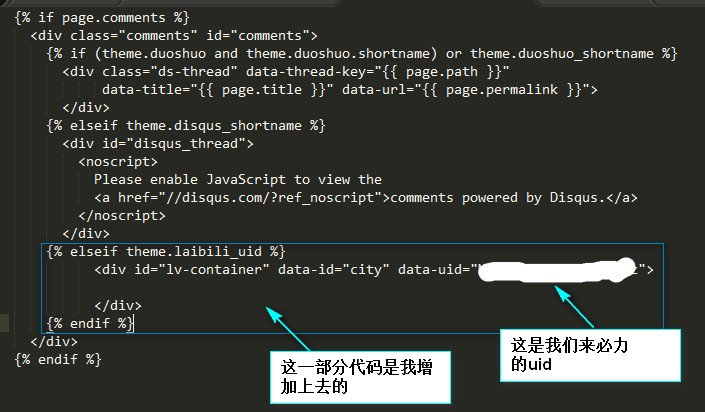 {% if page.comments %}
<div class="comments" id="comments">
{% if (theme.duoshuo and theme.duoshuo.shortname) or theme.duoshuo_shortname %}
<div class="ds-thread" data-thread-key="{{ page.path }}"
data-title="{{ page.title }}" data-url="{{ page.permalink }}">
</div>
{% elseif theme.disqus_shortname %}
<div id="disqus_thread">
<noscript>
Please enable JavaScript to view the
<a href="//disqus.com/?ref_noscript">comments powered by Disqus.</a>
</noscript>
</div>
{% elseif theme.laibili_uid %}
<div id="lv-container" data-id="city" data-uid=" ">
</div>
{% endif %}
</div>
{% endif %}
这一部分代码是我增
加上去的
这是我们来必力
的uid